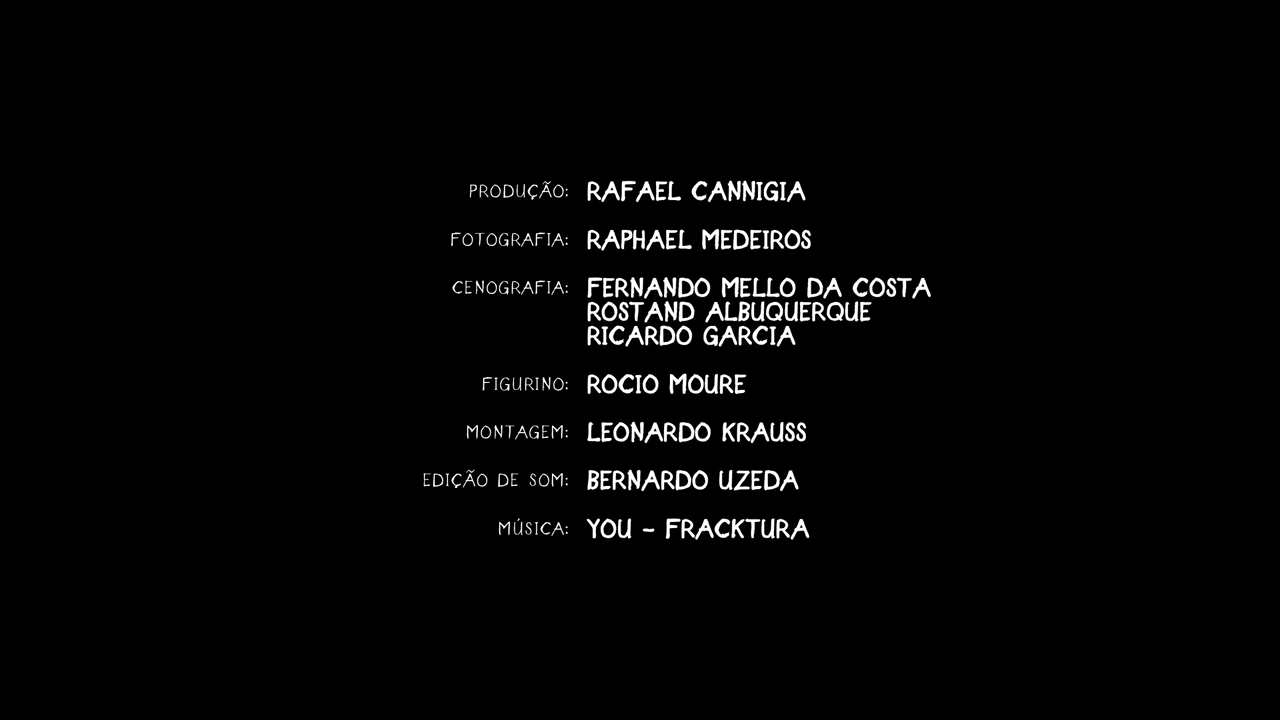 PRODUÇÃO: RAFAEL CANNIGIA
FOTOGRAFIA: RAPHAEL MEDEIROS
CENOGRAFIA: FERNANDO MELLO DA COSTA
ROSTAND ALBUQUERQUE
RICARDO GARCIA
FIGURINO: ROCIO MOURE
MONTAGEM: LEONARDO KRAUSS
EDIÇÃO DE SOM: BERNARDO UZEDA
MÚSICA: YOU - FRACKTURA